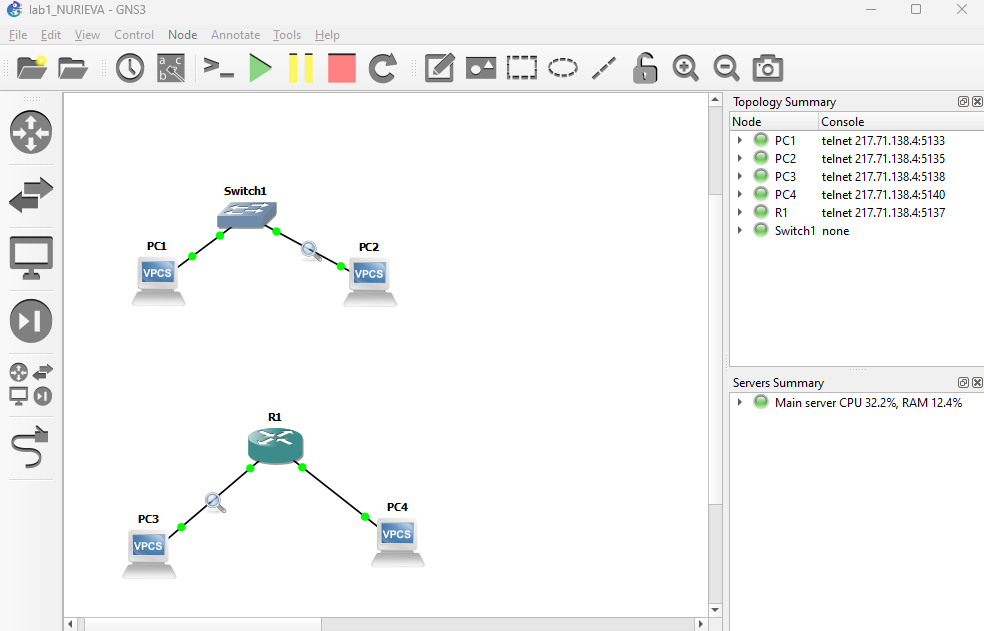 lab1_NURIEVA - GNS3
File Edit View Control Node Annotate Tools Help
Switch1
PC1
VPCS
PC2
VPCS
R1
PC3
VPCS
PC4
VPCS
Topology Summary
Node Console
PC1 telnet 217.71.138.4:5133
PC2 telnet 217.71.138.4:5135
PC3 telnet 217.71.138.4:5138
PC4 telnet 217.71.138.4:5140
R1 telnet 217.71.138.4:5137
Switch1 none
Servers Summary
Main server CPU 32.2%, RAM 12.4%